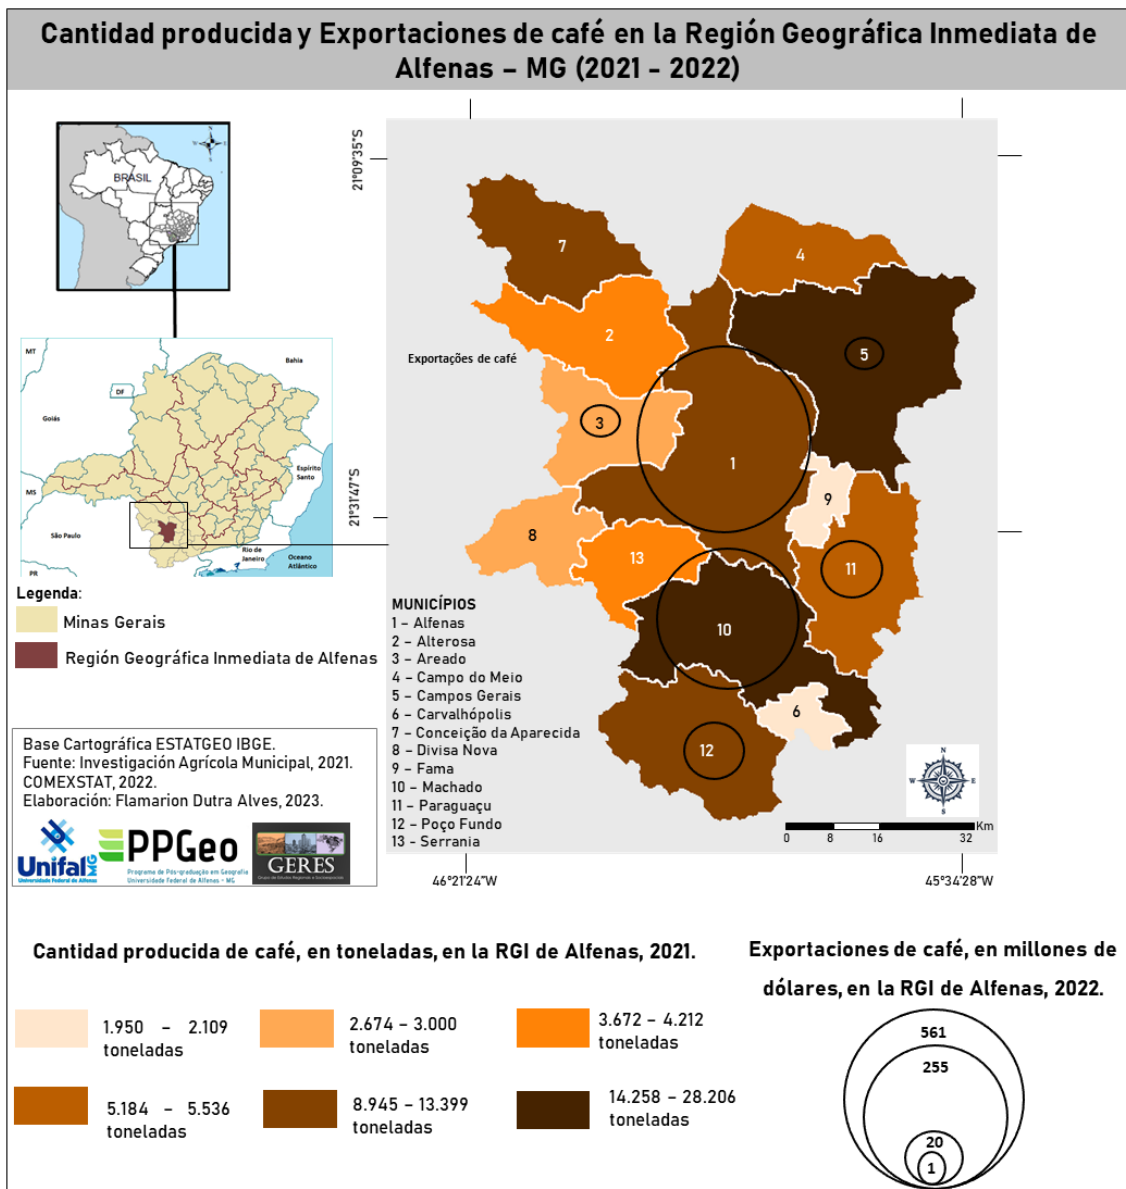 Cantidad producida y Exportaciones de café en la Región Geográfica Inmediata de
Alfenas – MG (2021 - 2022)
BRASIL
N
W
E
S
21°09'35"S
21°31'47"S
46°21'24"W
45°34'28"W
Exportações de café
7
4
2
5
3
1
9
8
13
11
10
6
12
MT
Bahia
DF
Goiás
MS
Espírito
Santo
São Paulo
Rio de
Janeiro
Oceano
Atlântico
PR
Legenda:
Minas Gerais
Región Geográfica Inmediata de Alfenas
MUNICÍPIOS
1 – Alfenas
2 – Alterosa
3 – Areado
4 – Campo do Meio
5 – Campos Gerais
6 – Carvalhópolis
7 – Conceição da Aparecida
8 – Divisa Nova
9 – Fama
10 – Machado
11 – Paraguaçu
12 – Poço Fundo
13 - Serrania
N
W
E
S
Km
0 8 16 32
Base Cartográfica ESTATGEO IBGE.
Fuente: Investigación Agrícola Municipal, 2021.
COMEXSTAT, 2022.
Elaboración: Flamarion Dutra Alves, 2023.
Unifal MG
Universidade Federal de Alfenas
PPGeo
Programa de Pós-graduação em Geografia
Universidade Federal de Alfenas - MG
GERES
Grupo de Estudos Regionais e Socioespaciais
Cantidad producida de café, en toneladas, en la RGI de Alfenas, 2021.
1.950 – 2.109
toneladas
2.674 – 3.000
toneladas
3.672 – 4.212
toneladas
5.184 – 5.536
toneladas
8.945 – 13.399
toneladas
14.258 – 28.206
toneladas
Exportaciones de café, en millones de
dólares, en la RGI de Alfenas, 2022.
561
255
20
1